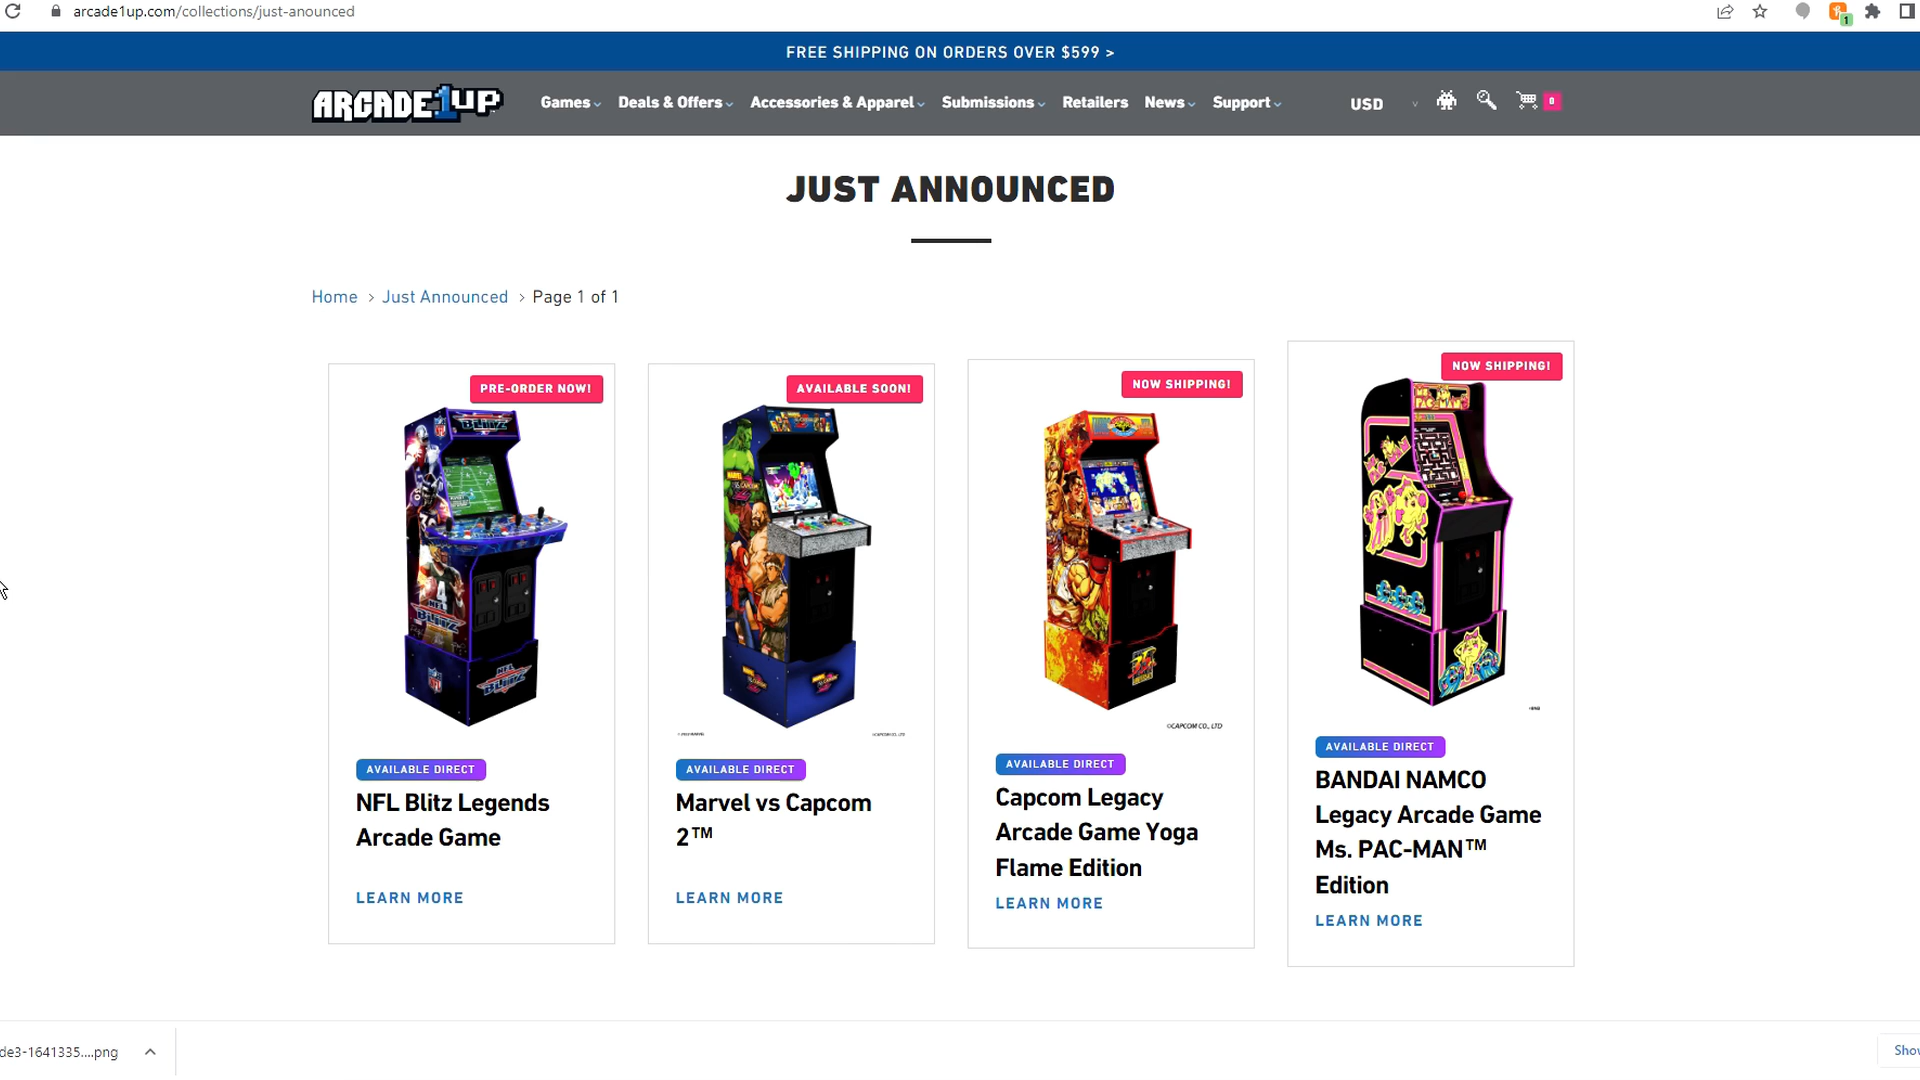 arcade1up.com/collections/just-anounced
1
FREE SHIPPING ON ORDERS OVER $599 >
ARCADE1UP
Games
Deals & Offers
Accessories & Apparel
Submissions
Retailers
News
Support
USD
0
JUST ANNOUNCED
Home > Just Announced > Page 1 of 1
PRE-ORDER NOW!
AVAILABLE SOON!
NOW SHIPPING!
NOW SHIPPING!
©CAPCOM CO., LTD
AVAILABLE DIRECT
NFL Blitz Legends
Arcade Game
LEARN MORE
AVAILABLE DIRECT
Marvel vs Capcom
2™
LEARN MORE
AVAILABLE DIRECT
Capcom Legacy
Arcade Game Yoga
Flame Edition
LEARN MORE
AVAILABLE DIRECT
BANDAI NAMCO
Legacy Arcade Game
Ms. PAC-MAN™
Edition
LEARN MORE
de3-1641335....png
Show